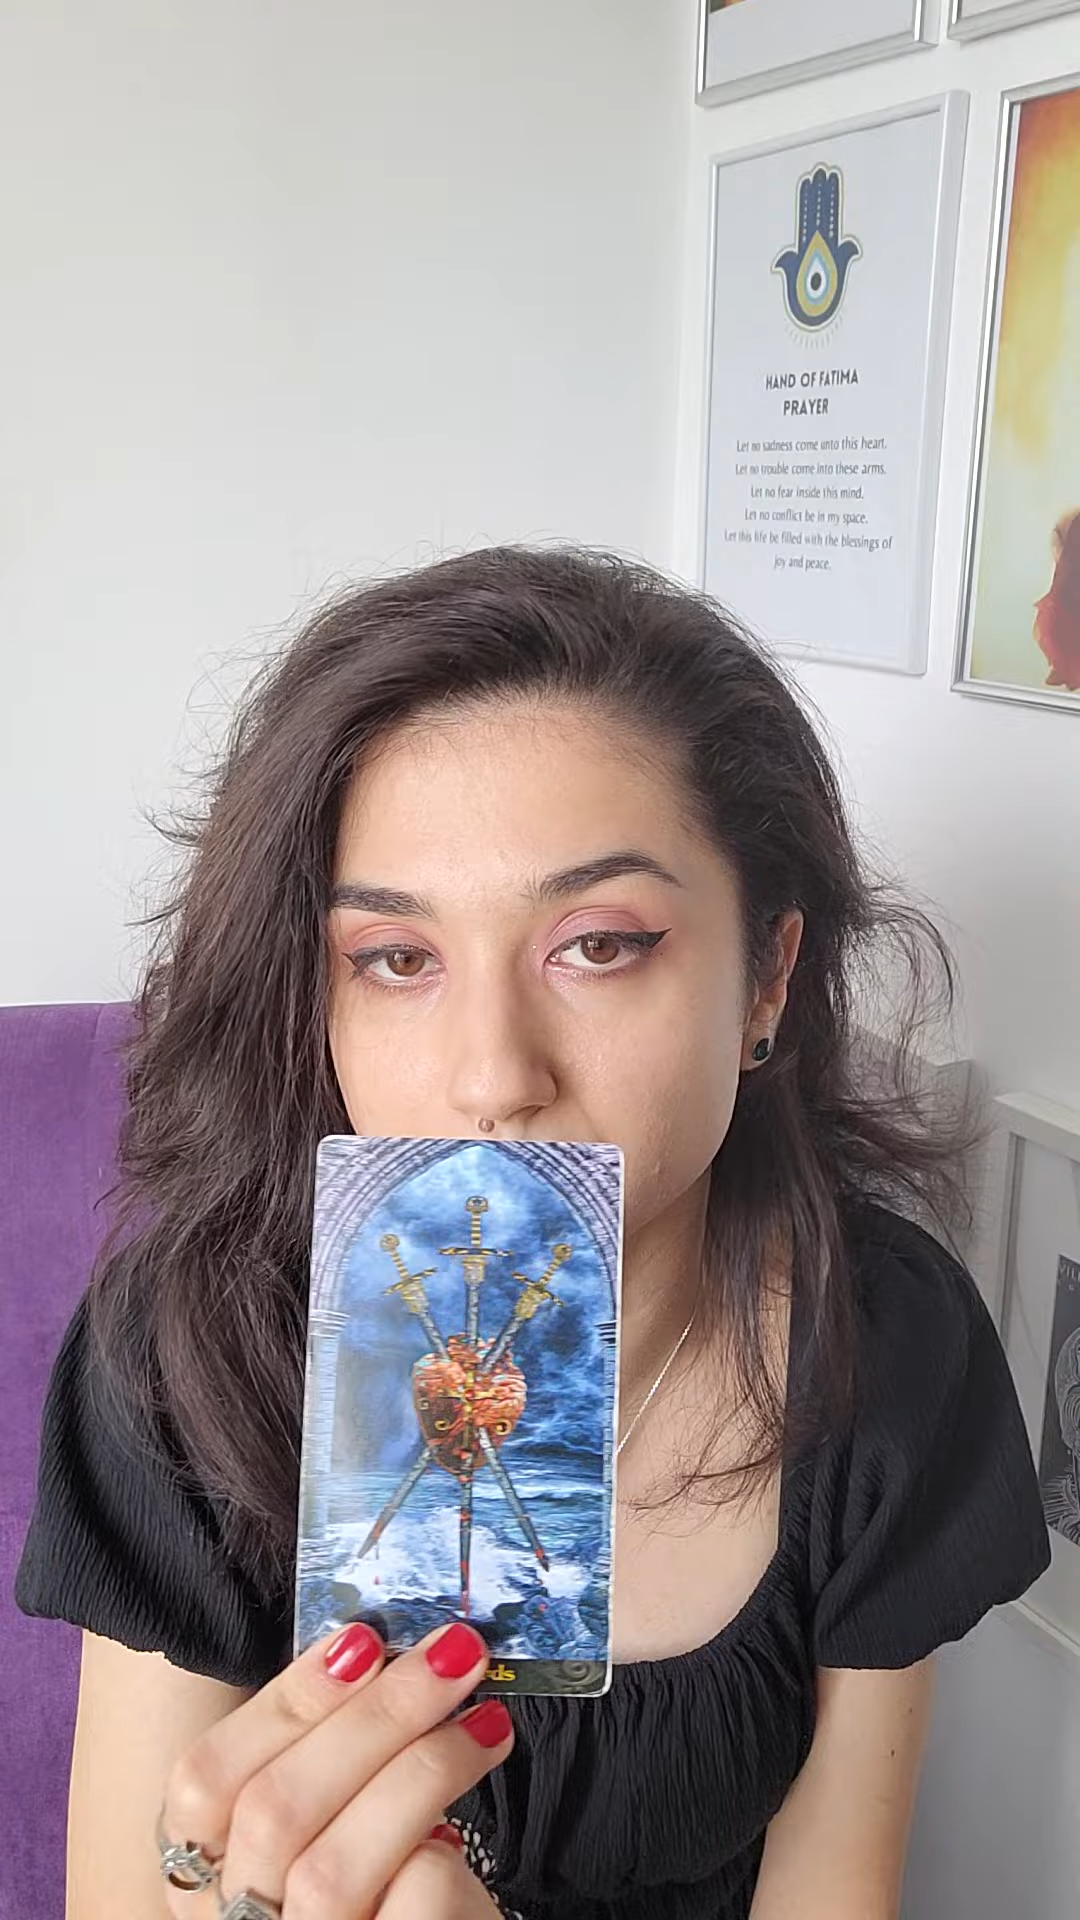 HAND OF FATIMA
PRAYER
Let no sadness come unto this heart.
Let no trouble come into these arms.
Let no fear inside this mind.
Let no conflict be in my space.
Let this life be filled with the blessings of
joy and peace.